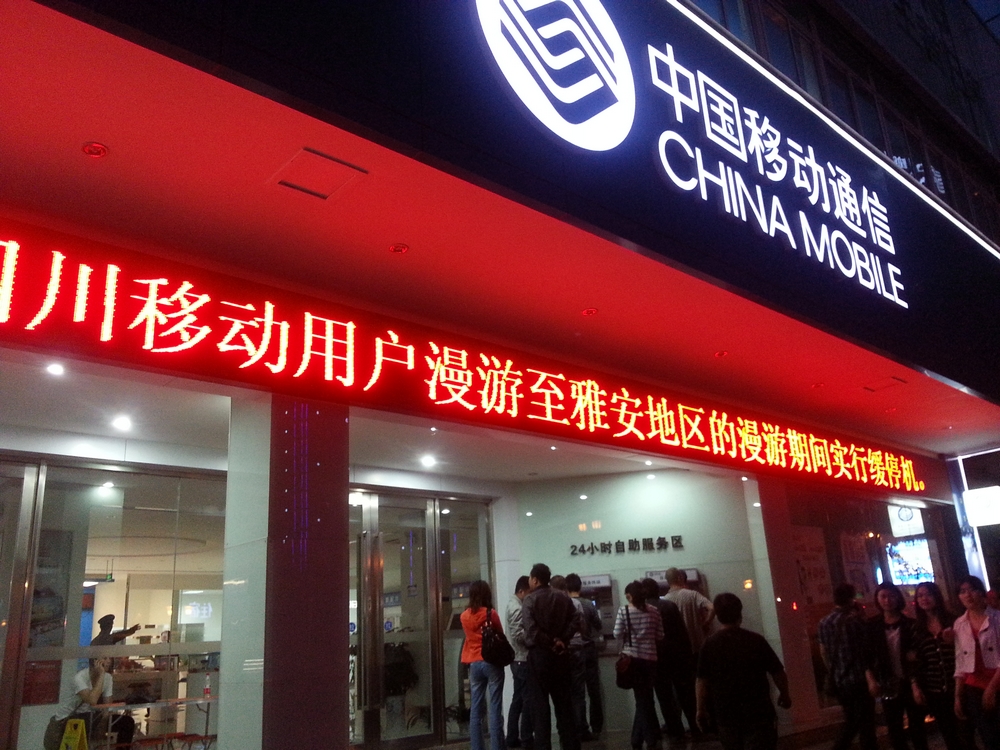 中国移动通信
CHINA MOBILE
川移动用户漫游至雅安地区的漫游期间实行缓停机。
24小时自助服务区